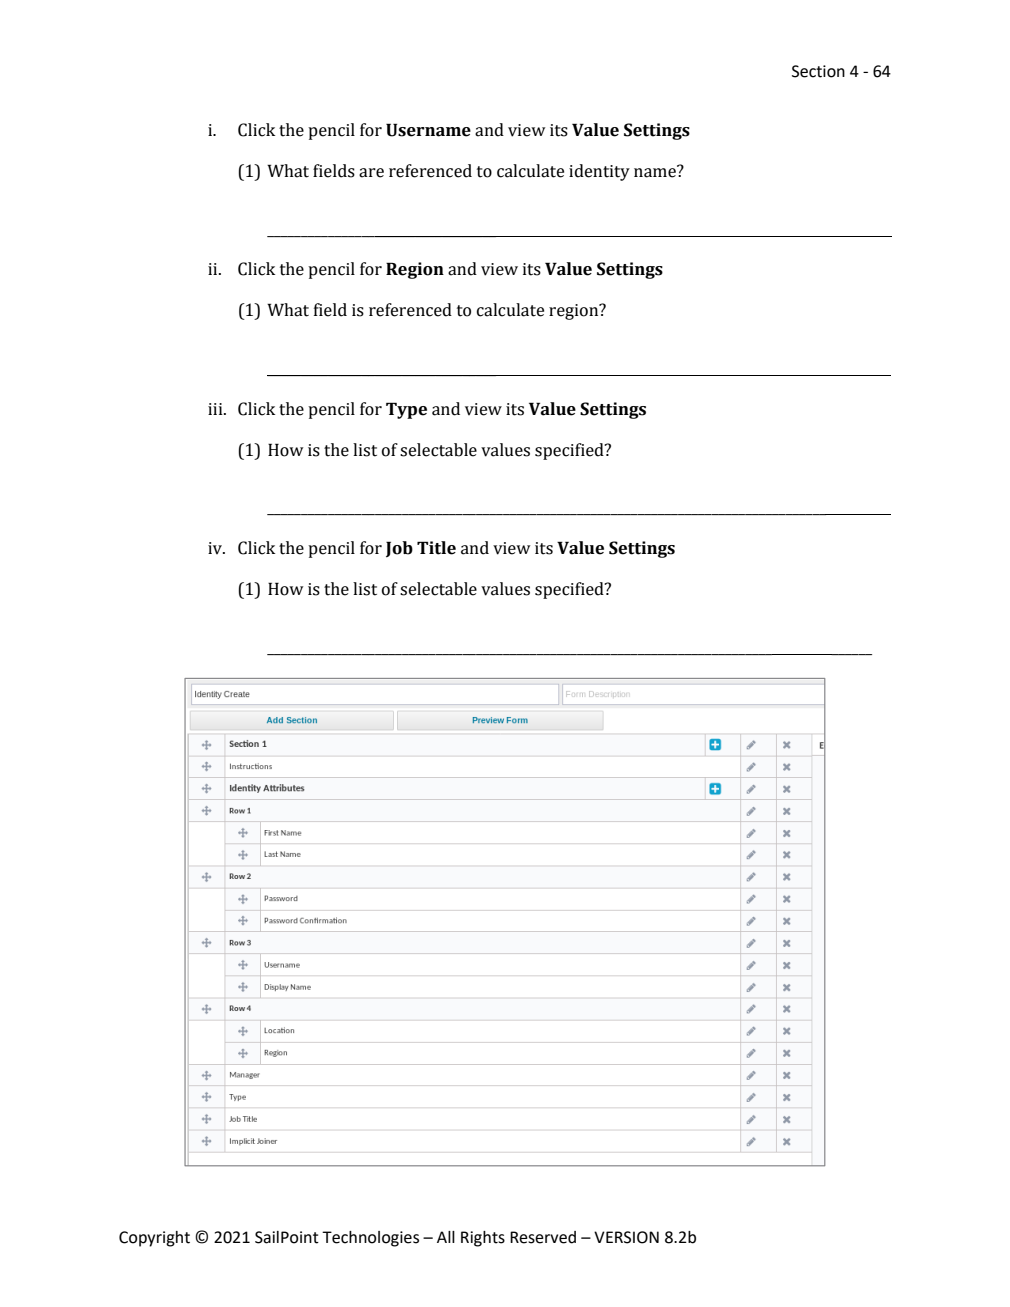 Section 4 - 64
i. Click the pencil for Username and view its Value Settings
(1) What fields are referenced to calculate identity name?
ii. Click the pencil for Region and view its Value Settings
(1) What field is referenced to calculate region?
iii. Click the pencil for Type and view its Value Settings
(1) How is the list of selectable values specified?
iv. Click the pencil for Job Title and view its Value Settings
(1) How is the list of selectable values specified?
Identity Create Form Description
Add Section Preview Form
Section 1 E
Instructions
Identity Attributes
Row 1
First Name
Last Name
Row 2
Password
Password Confirmation
Row 3
Username
Display Name
Row 4
Location
Region
Manager
Type
Job Title
Implicit Joiner
Copyright © 2021 SailPoint Technologies – All Rights Reserved – VERSION 8.2b